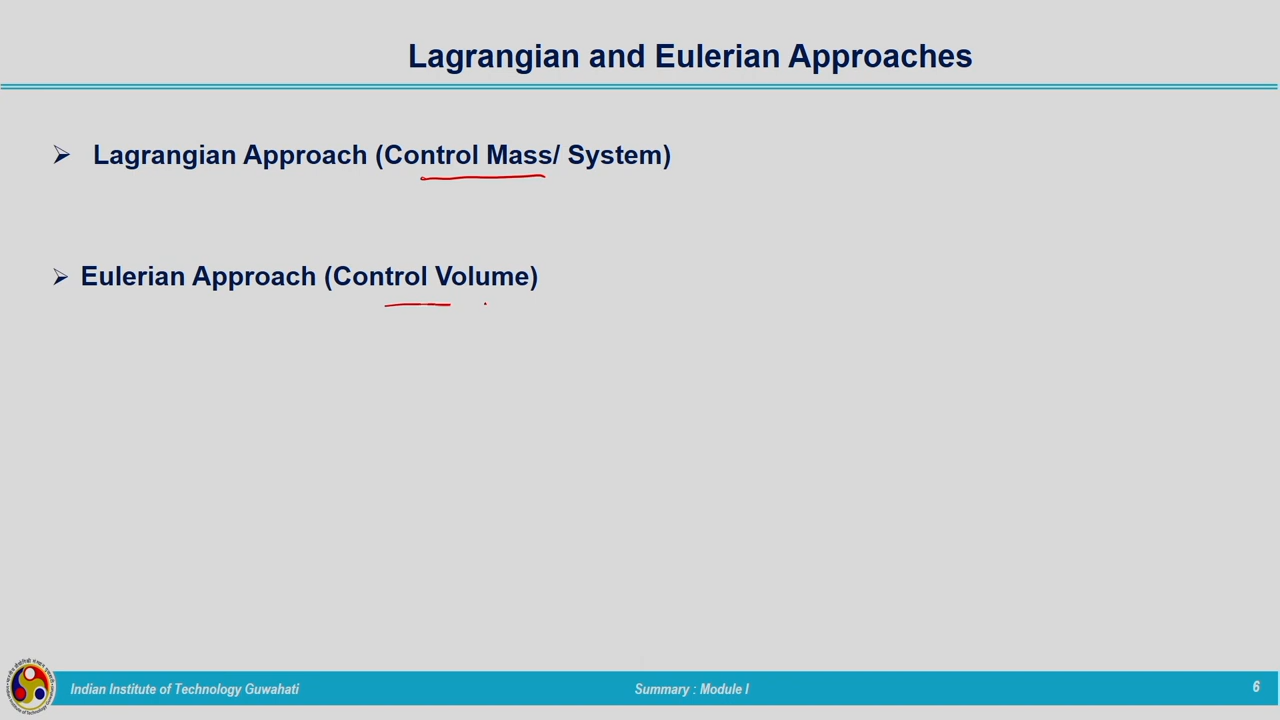 Lagrangian and Eulerian Approaches
Lagrangian Approach (Control Mass/ System)
Eulerian Approach (Control Volume)
Indian Institute of Technology Guwahati
Summary : Module I
6